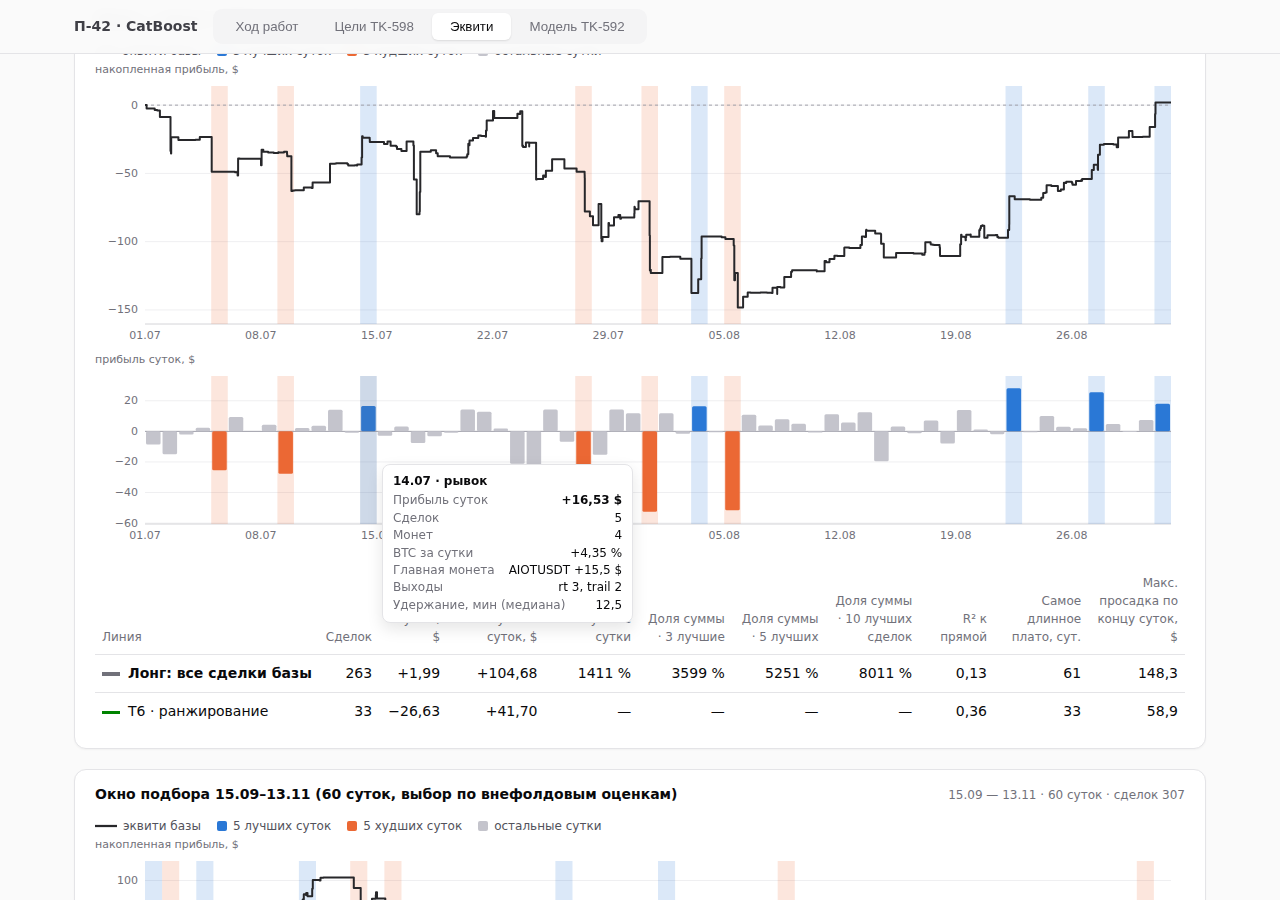 П-42 · CatBoost Ход работ Цели TK-598 Эквити Модель TK-592
накопленная прибыль, $
0
−50
−100
−150
01.07 08.07 15.07 22.07 29.07 05.08 12.08 19.08 26.08
прибыль суток, $
20
0
−20
−40
−60
01.07 08.07 15.0 05.08 12.08 19.08 26.08
14.07 · рывок
Прибыль суток +16,53 $
Сделок 5
Монет 4
BTC за сутки +4,35 %
Главная монета AIOTUSDT +15,5 $
Выходы rt 3, trail 2
Удержание, мин (медиана) 12,5
Макс.
Доля суммы Самое просадка по
Доля суммы Доля суммы · 10 лучших R² к длинное концу суток,
Линия Сделок $ суток, $ сутки · 3 лучшие · 5 лучших сделок прямой плато, сут. $
Лонг: все сделки базы 263 +1,99 +104,68 1411 % 3599 % 5251 % 8011 % 0,13 61 148,3
Т6 · ранжирование 33 −26,63 +41,70 — — — — 0,36 33 58,9
Окно подбора 15.09–13.11 (60 суток, выбор по внефолдовым оценкам) 15.09 — 13.11 · 60 суток · сделок 307
эквити базы 5 лучших суток 5 худших суток остальные сутки
накопленная прибыль, $
100